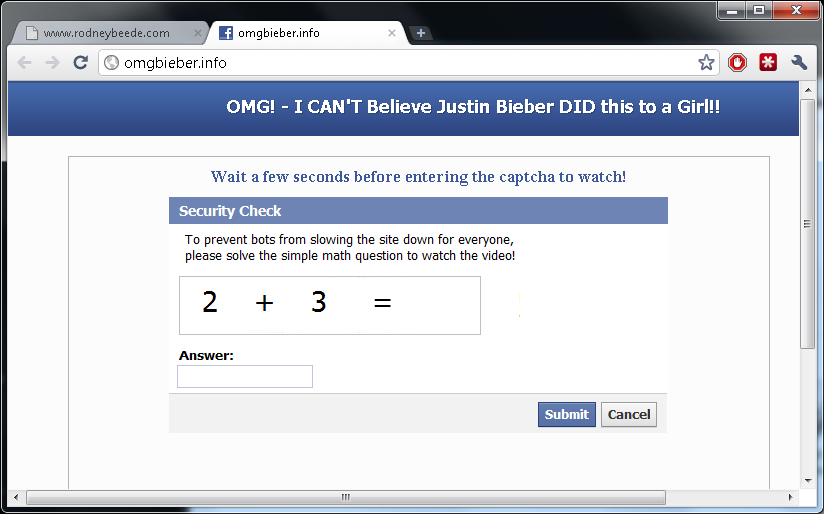 www.rodneybeede.com
omgbieber.info
omgbieber.info
OMG! - I CAN'T Believe Justin Bieber DID this to a Girl!!
Wait a few seconds before entering the captcha to watch!
Security Check
To prevent bots from slowing the site down for everyone,
please solve the simple math question to watch the video!
2 + 3 =
Answer:
Submit Cancel